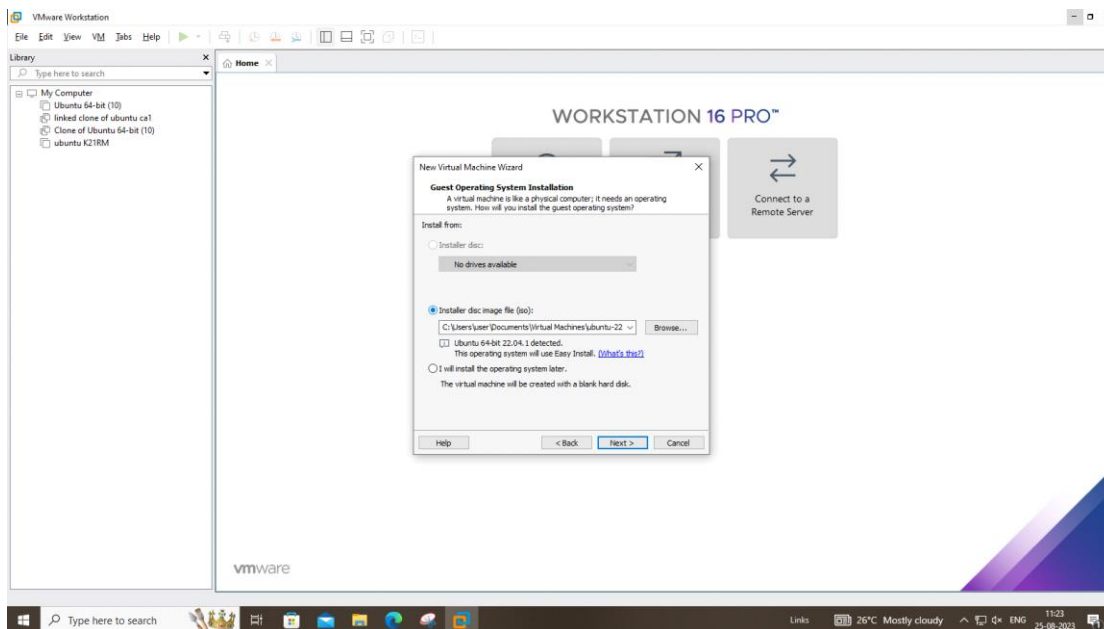 VMware Workstation
File Edit View VM Tabs Help
Library
Type here to search
My Computer
Ubuntu 64-bit (10)
linked clone of ubuntu ca1
Clone of Ubuntu 64-bit (10)
ubuntu K21RM
Home
WORKSTATION 16 PRO™
Connect to a
Remote Server
New Virtual Machine Wizard
Guest Operating System Installation
A virtual machine is like a physical computer; it needs an operating
system. How will you install the guest operating system?
Install from:
Installer disc:
No drives available
Installer disc image file (iso):
C:\Users\user\Documents\Virtual Machines\ubuntu-22
Browse...
Ubuntu 64-bit 22.04.1 detected.
This operating system will use Easy Install. (What's this?)
I will install the operating system later.
The virtual machine will be created with a blank hard disk.
Help < Back Next > Cancel
vmware
Type here to search
Links 26°C Mostly cloudy ENG
11:23
25-08-2023